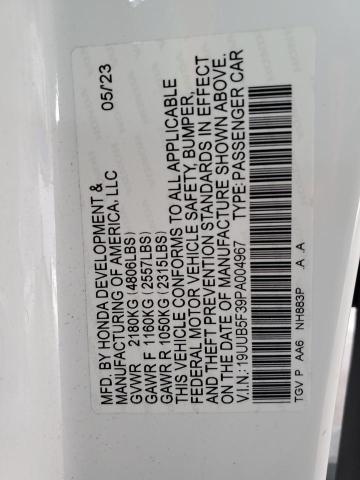 MFD. BY HONDA DEVELOPMENT & 05/23
MANUFACTURING OF AMERICA, LLC
GVWR 2180KG (4806LBS)
GAWR F 1160KG (2557LBS)
GAWR R 1050KG (2315LBS)
THIS VEHICLE CONFORMS TO ALL APPLICABLE
FEDERAL MOTOR VEHICLE SAFETY, BUMPER,
AND THEFT PREVENTION STANDARDS IN EFFECT
ON THE DATE OF MANUFACTURE SHOWN ABOVE.
V.I.N.: 19UUB5F39PA004967 TYPE:PASSENGER CAR
TGV P AA6 NH883P A A